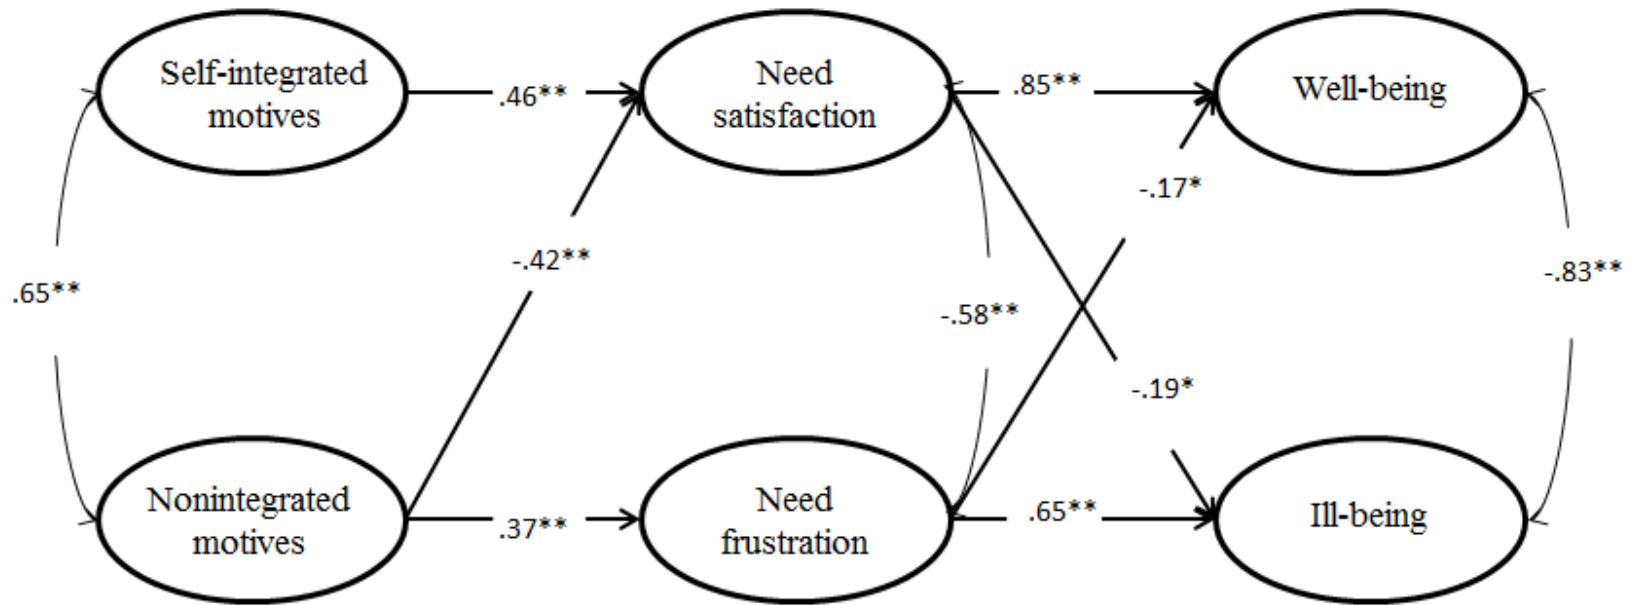 Self-integrated
motives
.46**
Need
satisfaction
.85**
Well-being
-.17*
-.42**
.65**
-.58**
-.83**
-.19*
Nonintegrated
motives
.37**
Need
frustration
.65**
Ill-being